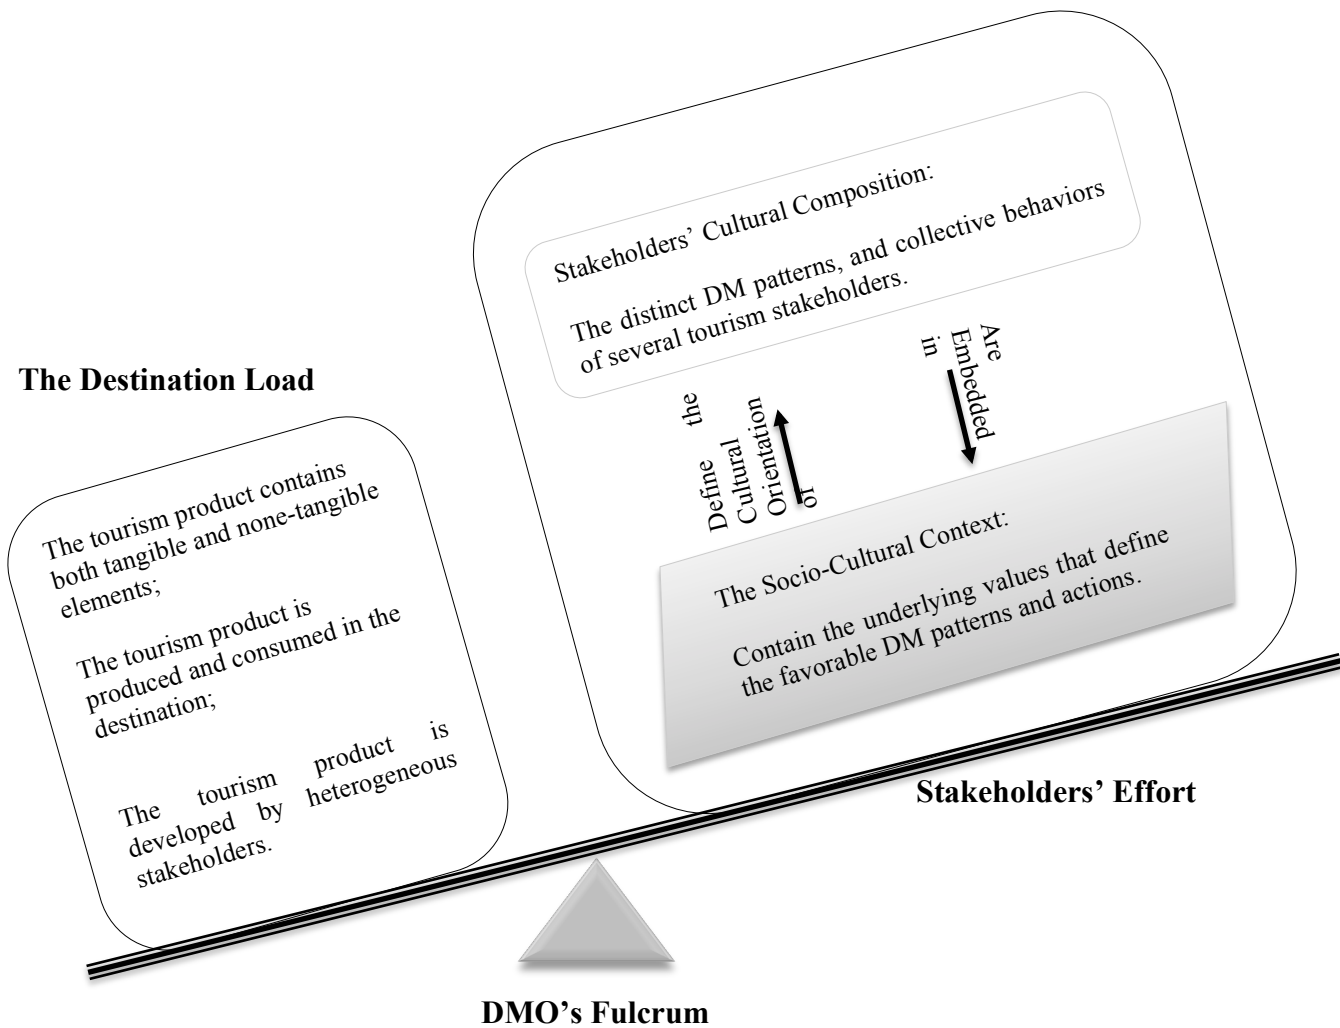 The Destination Load
The tourism product contains
both tangible and none-tangible
elements;
The tourism product is
produced and consumed in the
destination;
The tourism product is
developed by heterogeneous
stakeholders.
Stakeholders’ Cultural Composition:
The distinct DM patterns, and collective behaviors
of several tourism stakeholders.
Define the
Cultural
Orientation
of
Are
Embedded
in
The Socio-Cultural Context:
Contain the underlying values that define
the favorable DM patterns and actions.
Stakeholders’ Effort
DMO’s Fulcrum